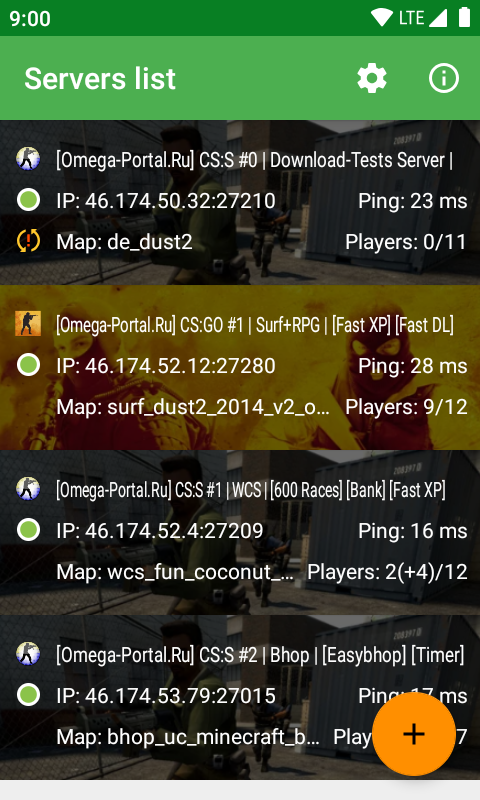 9:00 LTE
Servers list
[Omega-Portal.Ru] CS:S #0 | Download-Tests Server |
IP: 46.174.50.32:27210 Ping: 23 ms
Map: de_dust2 Players: 0/11
[Omega-Portal.Ru] CS:GO #1 | Surf+RPG | [Fast XP] [Fast DL]
IP: 46.174.52.12:27280 Ping: 28 ms
Map: surf_dust2_2014_v2_o... Players: 9/12
[Omega-Portal.Ru] CS:S #1 | WCS | [600 Races] [Bank] [Fast XP]
IP: 46.174.52.4:27209 Ping: 16 ms
Map: wcs_fun_coconut_... Players: 2(+4)/12
[Omega-Portal.Ru] CS:S #2 | Bhop | [Easybhop] [Timer]
IP: 46.174.53.79:27015 Ping: 17 ms
Map: bhop_uc_minecraft_b... Play 7